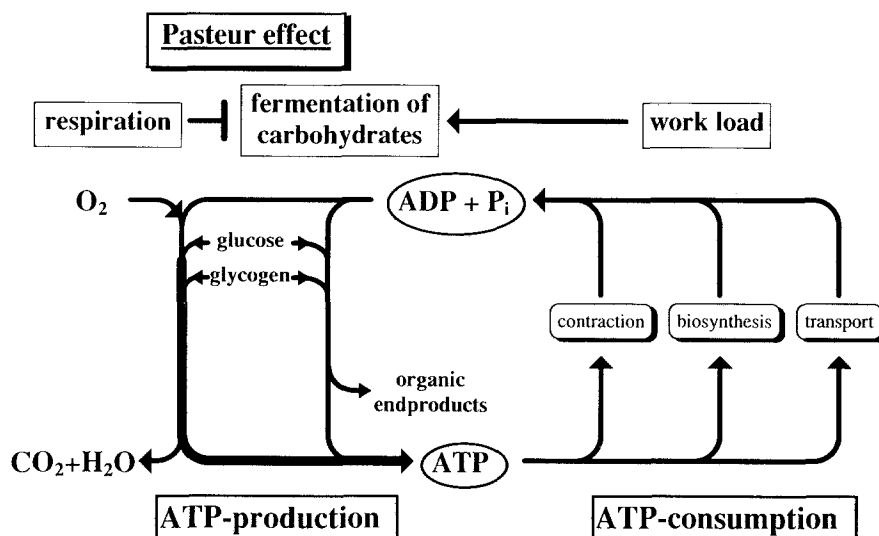 Pasteur effect
respiration
fermentation of
carbohydrates
work load
O₂
ADP + Pᵢ
glucose
glycogen
contraction
biosynthesis
transport
organic
endproducts
CO₂+H₂O
ATP
ATP-production
ATP-consumption